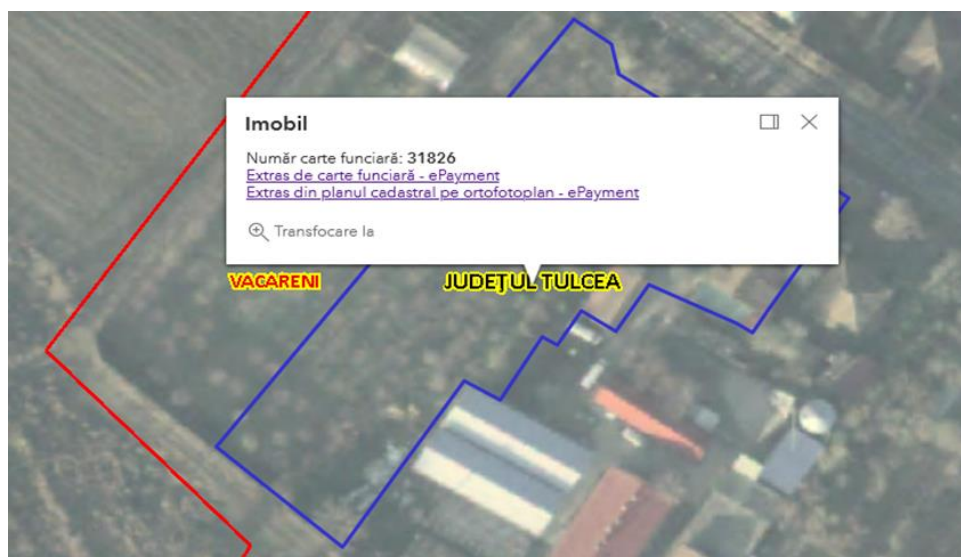 Imobil
Număr carte funciară: 31826
Extras de carte funciară - ePayment
Extras din planul cadastral pe ortofotoplan - ePayment
Transfocare la
VACARENI
JUDEȚUL TULCEA